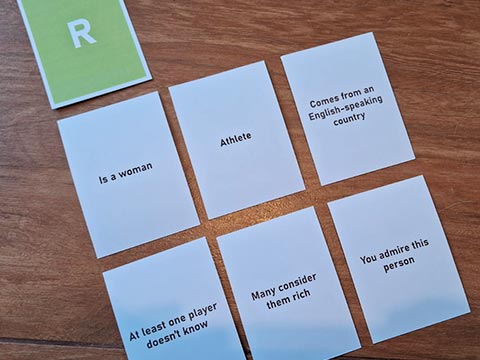 R
Is a woman
Athlete
Comes from an
English-speaking
country
At least one player
doesn't know
Many consider
them rich
You admire this
person